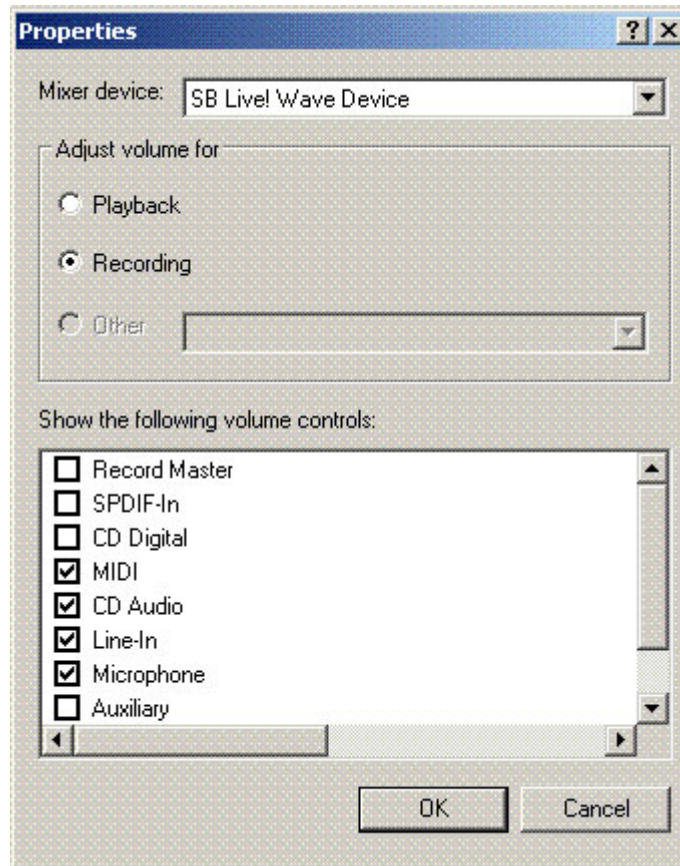 Properties
Mixer device: SB Live! Wave Device
Adjust volume for
Playback
Recording
Other
Show the following volume controls:
Record Master
SPDIF-In
CD Digital
MIDI
CD Audio
Line-In
Microphone
Auxiliary
OK Cancel